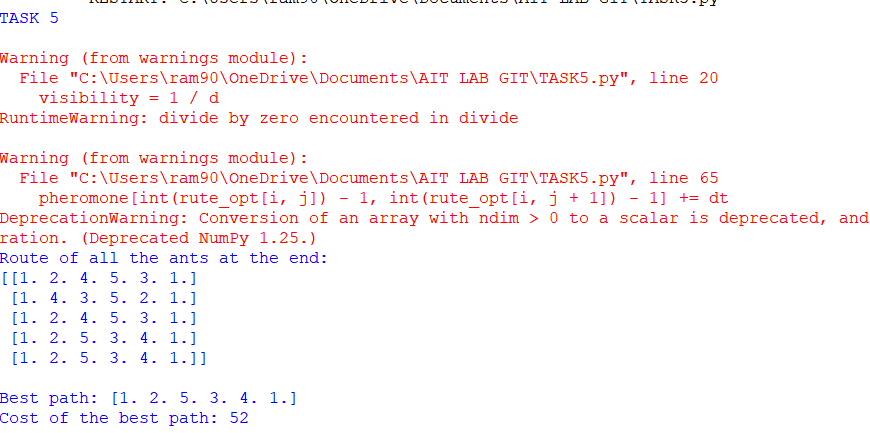 TASK 5
Warning (from warnings module):
  File "C:\Users\ram90\OneDrive\Documents\AIT LAB GIT\TASK5.py", line 20
    visibility = 1 / d
RuntimeWarning: divide by zero encountered in divide
Warning (from warnings module):
  File "C:\Users\ram90\OneDrive\Documents\AIT LAB GIT\TASK5.py", line 65
    pheromone[int(rute_opt[i, j]) - 1, int(rute_opt[i, j + 1]) - 1] += dt
DeprecationWarning: Conversion of an array with ndim > 0 to a scalar is deprecated, and
ration. (Deprecated NumPy 1.25.)
Route of all the ants at the end:
[[1. 2. 4. 5. 3. 1.]
 [1. 4. 3. 5. 2. 1.]
 [1. 2. 4. 5. 3. 1.]
 [1. 2. 5. 3. 4. 1.]
 [1. 2. 5. 3. 4. 1.]]
Best path: [1. 2. 5. 3. 4. 1.]
Cost of the best path: 52